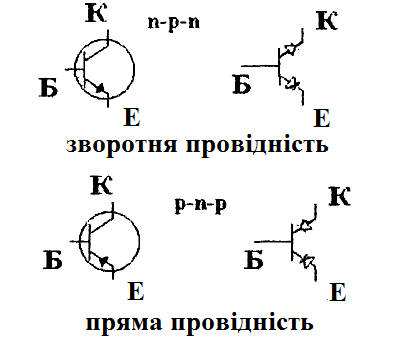 К n-p-n К
Б Б
Е Е
зворотня провідність
К p-n-p К
Б Б
Е Е
пряма провідність